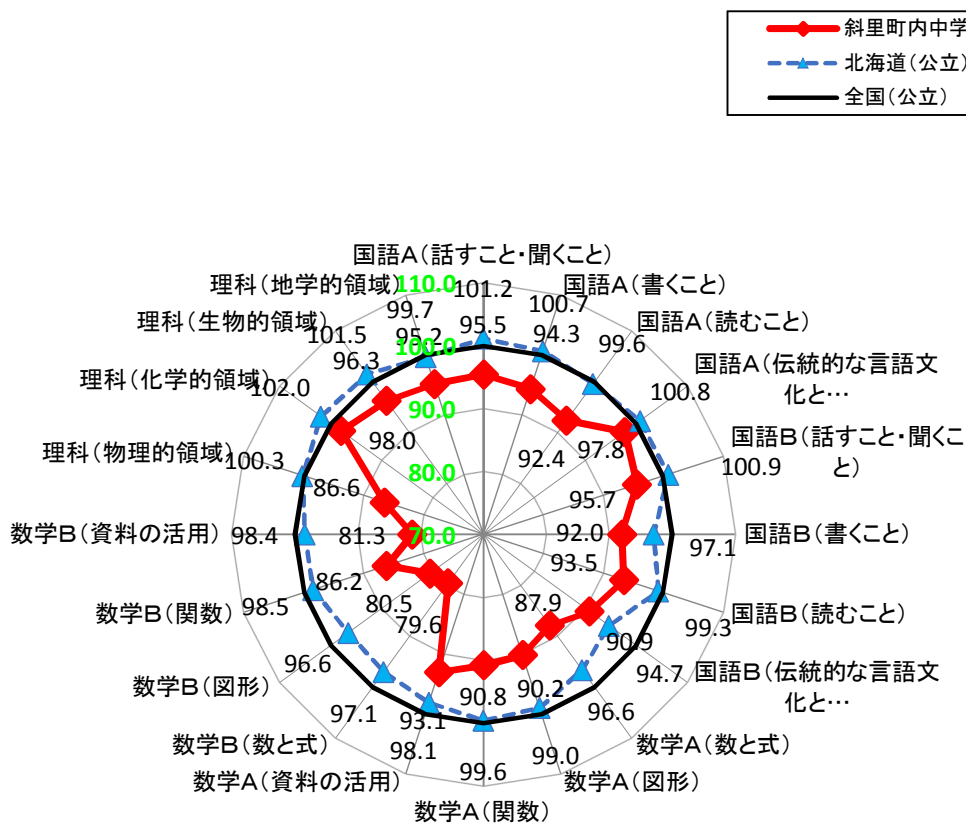 斜里町内中学
北海道(公立)
全国(公立)
国語A(話すこと・聞くこと)
理科(地学的領域)
110.0
101.2
100.7
国語A(書くこと)
理科(生物的領域)
99.7
95.5
94.3
国語A(読むこと)
101.5
95.2
99.6
理科(化学的領域)
96.3
100.0
国語A(伝統的な言語文
化と…
102.0
100.8
90.0
理科(物理的領域)
98.0
97.8
国語B(話すこと・聞くこ
と)
100.3
92.4
100.9
86.6
80.0
95.7
数学B(資料の活用)
98.4
81.3
70.0
92.0
97.1
国語B(書くこと)
93.5
86.2
98.5
数学B(関数)
80.5
87.9
99.3
国語B(読むこと)
79.6
90.9
96.6
94.7
国語B(伝統的な言語文
化と…
数学B(図形)
97.1
93.1
90.8
90.2
96.6
数学B(数と式)
98.1
99.6
99.0
数学A(数と式)
数学A(資料の活用)
数学A(図形)
数学A(関数)